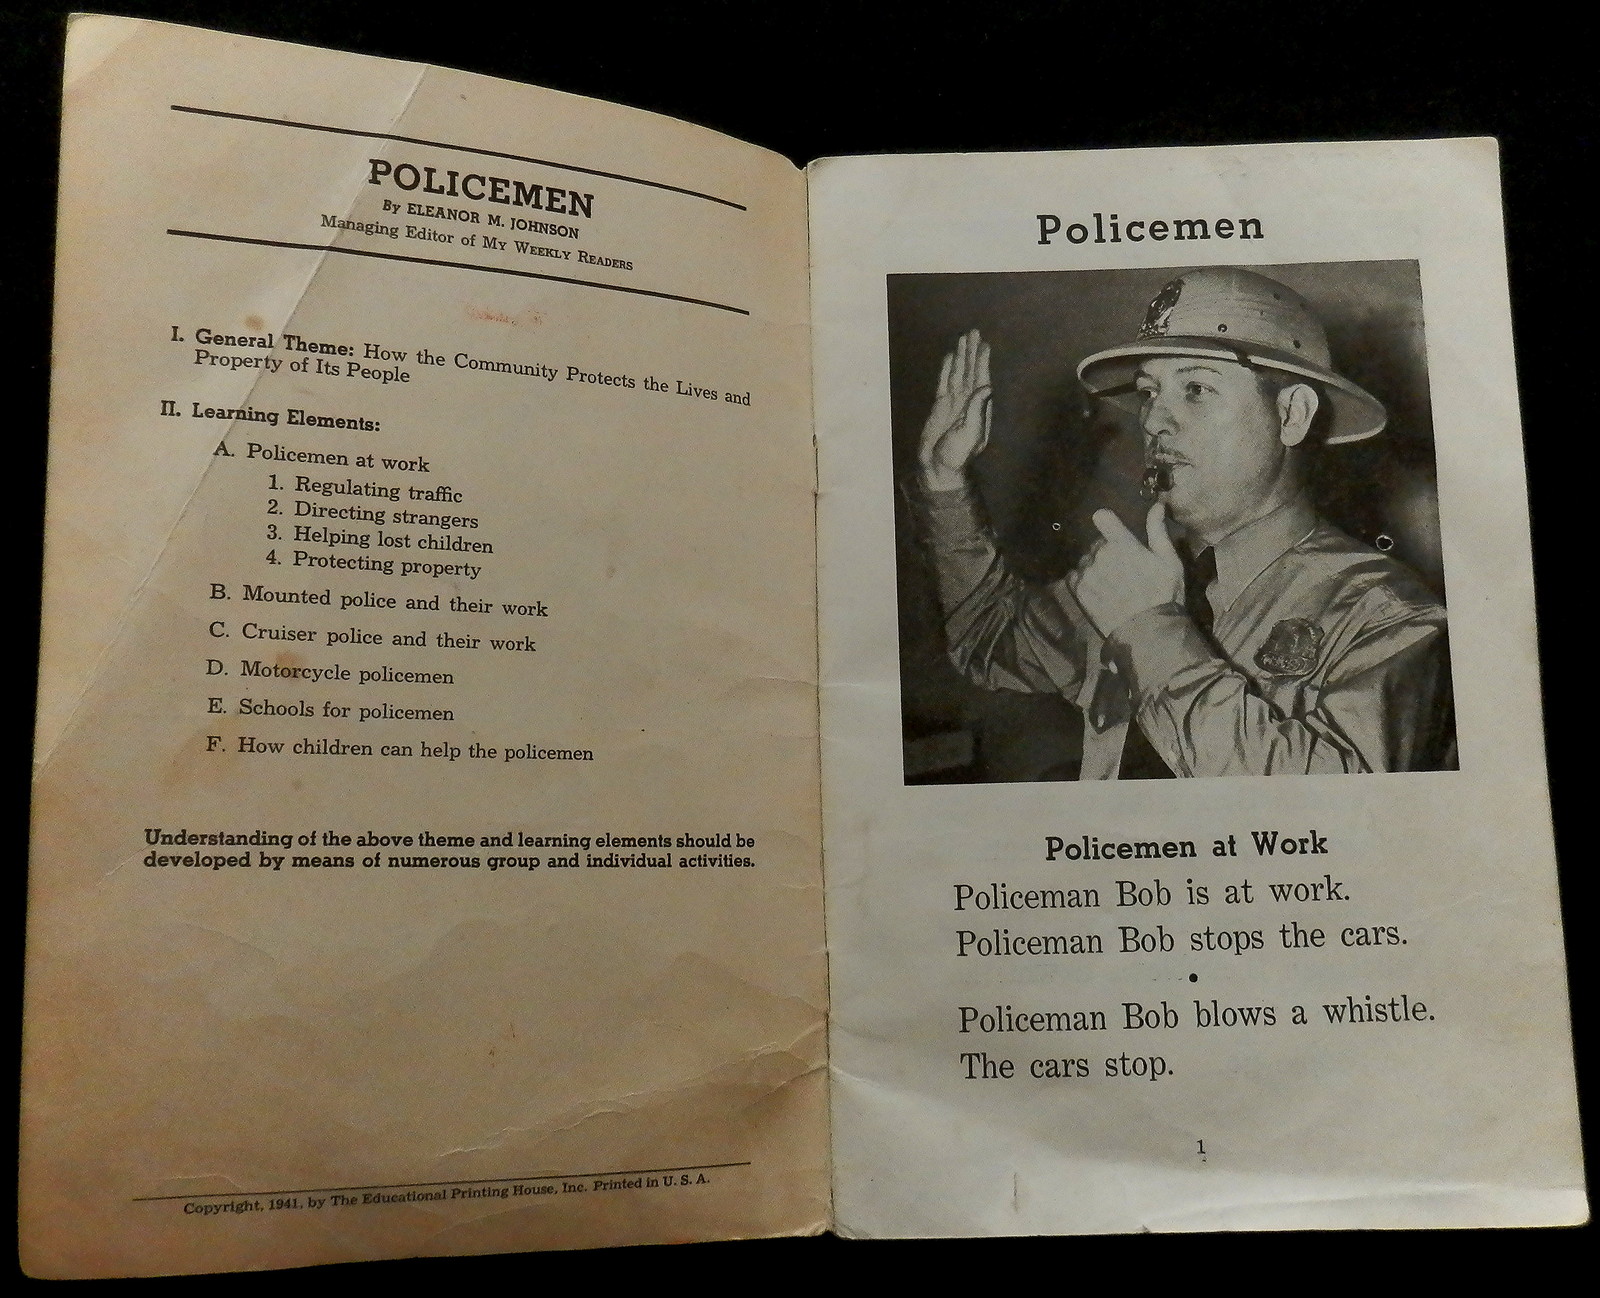 POLICEMEN
By ELEANOR M. JOHNSON
Managing Editor of MY WEEKLY READERS
I. General Theme: How the Community Protects the Lives and
Property of Its People
II. Learning Elements:
A. Policemen at work
1. Regulating traffic
2. Directing strangers
3. Helping lost children
4. Protecting property
B. Mounted police and their work
C. Cruiser police and their work
D. Motorcycle policemen
E. Schools for policemen
F. How children can help the policemen
Understanding of the above theme and learning elements should be
developed by means of numerous group and individual activities.
Copyright, 1941, by The Educational Printing House, Inc. Printed in U. S. A.
Policemen
Policemen at Work
Policeman Bob is at work.
Policeman Bob stops the cars.
•
Policeman Bob blows a whistle.
The cars stop.
1